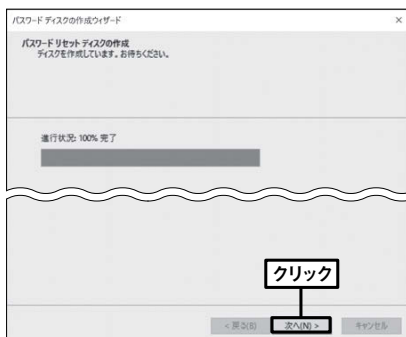 パスワード ディスクの作成ウィザード
×
パスワード リセット ディスクの作成
ディスクを作成しています。お待ちください。
進行状況: 100% 完了
クリック
< 戻る(B) 次へ(N) > キャンセル